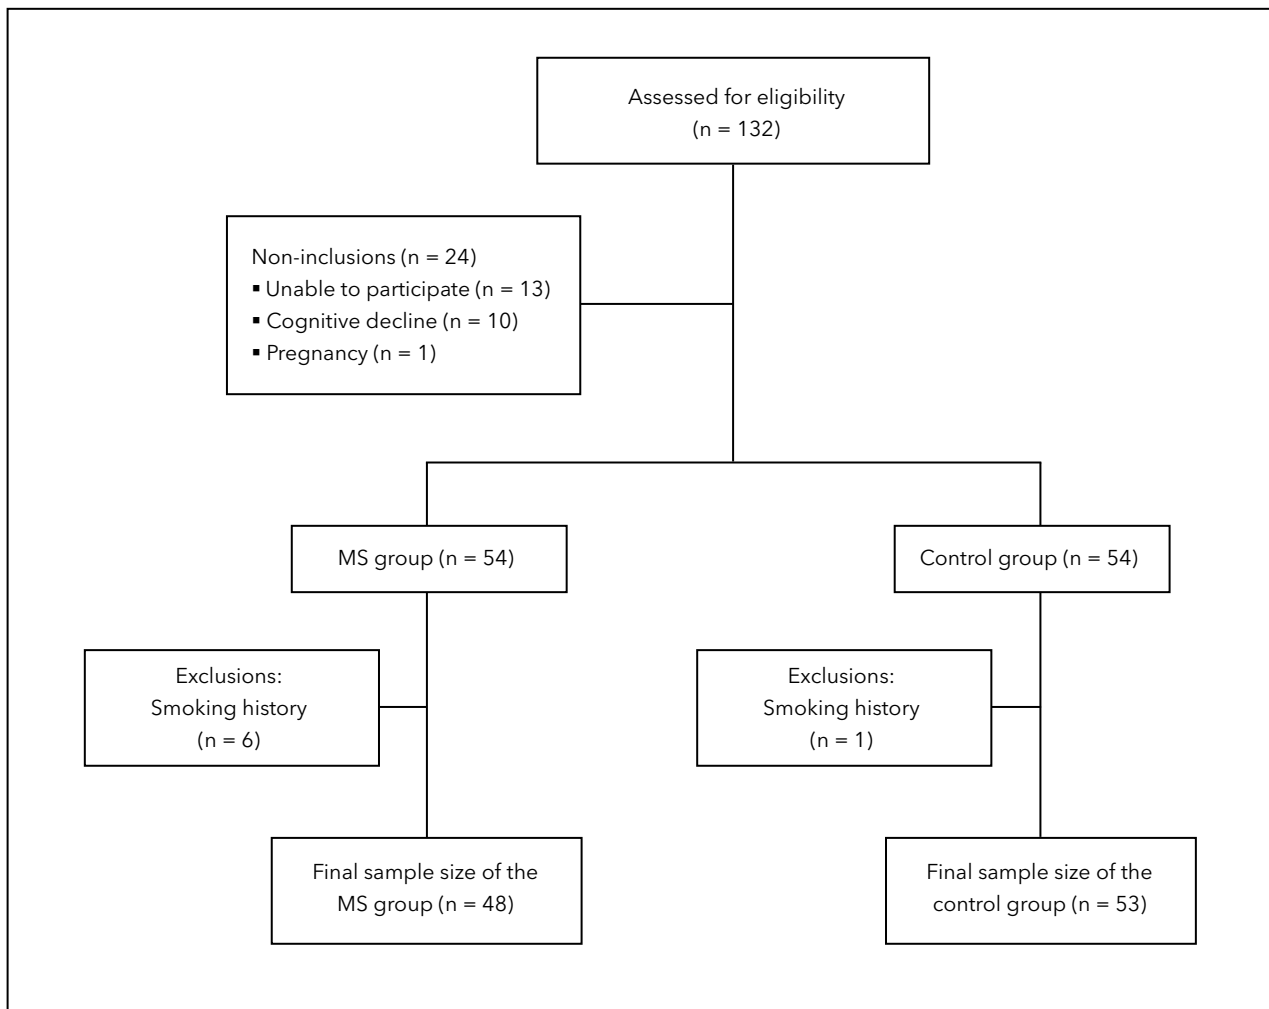 Assessed for eligibility
(n = 132)
Non-inclusions (n = 24)
▪ Unable to participate (n = 13)
▪ Cognitive decline (n = 10)
▪ Pregnancy (n = 1)
MS group (n = 54)
Control group (n = 54)
Exclusions:
Smoking history
(n = 6)
Exclusions:
Smoking history
(n = 1)
Final sample size of the
MS group (n = 48)
Final sample size of the
control group (n = 53)